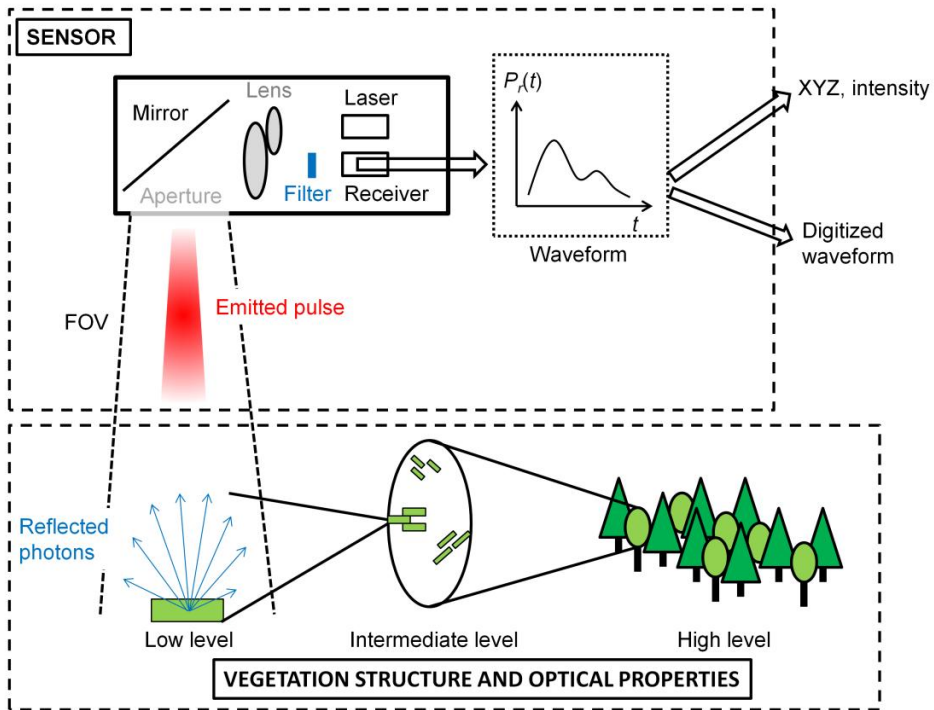 SENSOR
Mirror
Lens
Laser
Aperture
Filter
Receiver
Pᵣ(t)
t
Waveform
XYZ, intensity
Digitized
waveform
FOV
Emitted pulse
Reflected
photons
Low level
Intermediate level
High level
VEGETATION STRUCTURE AND OPTICAL PROPERTIES